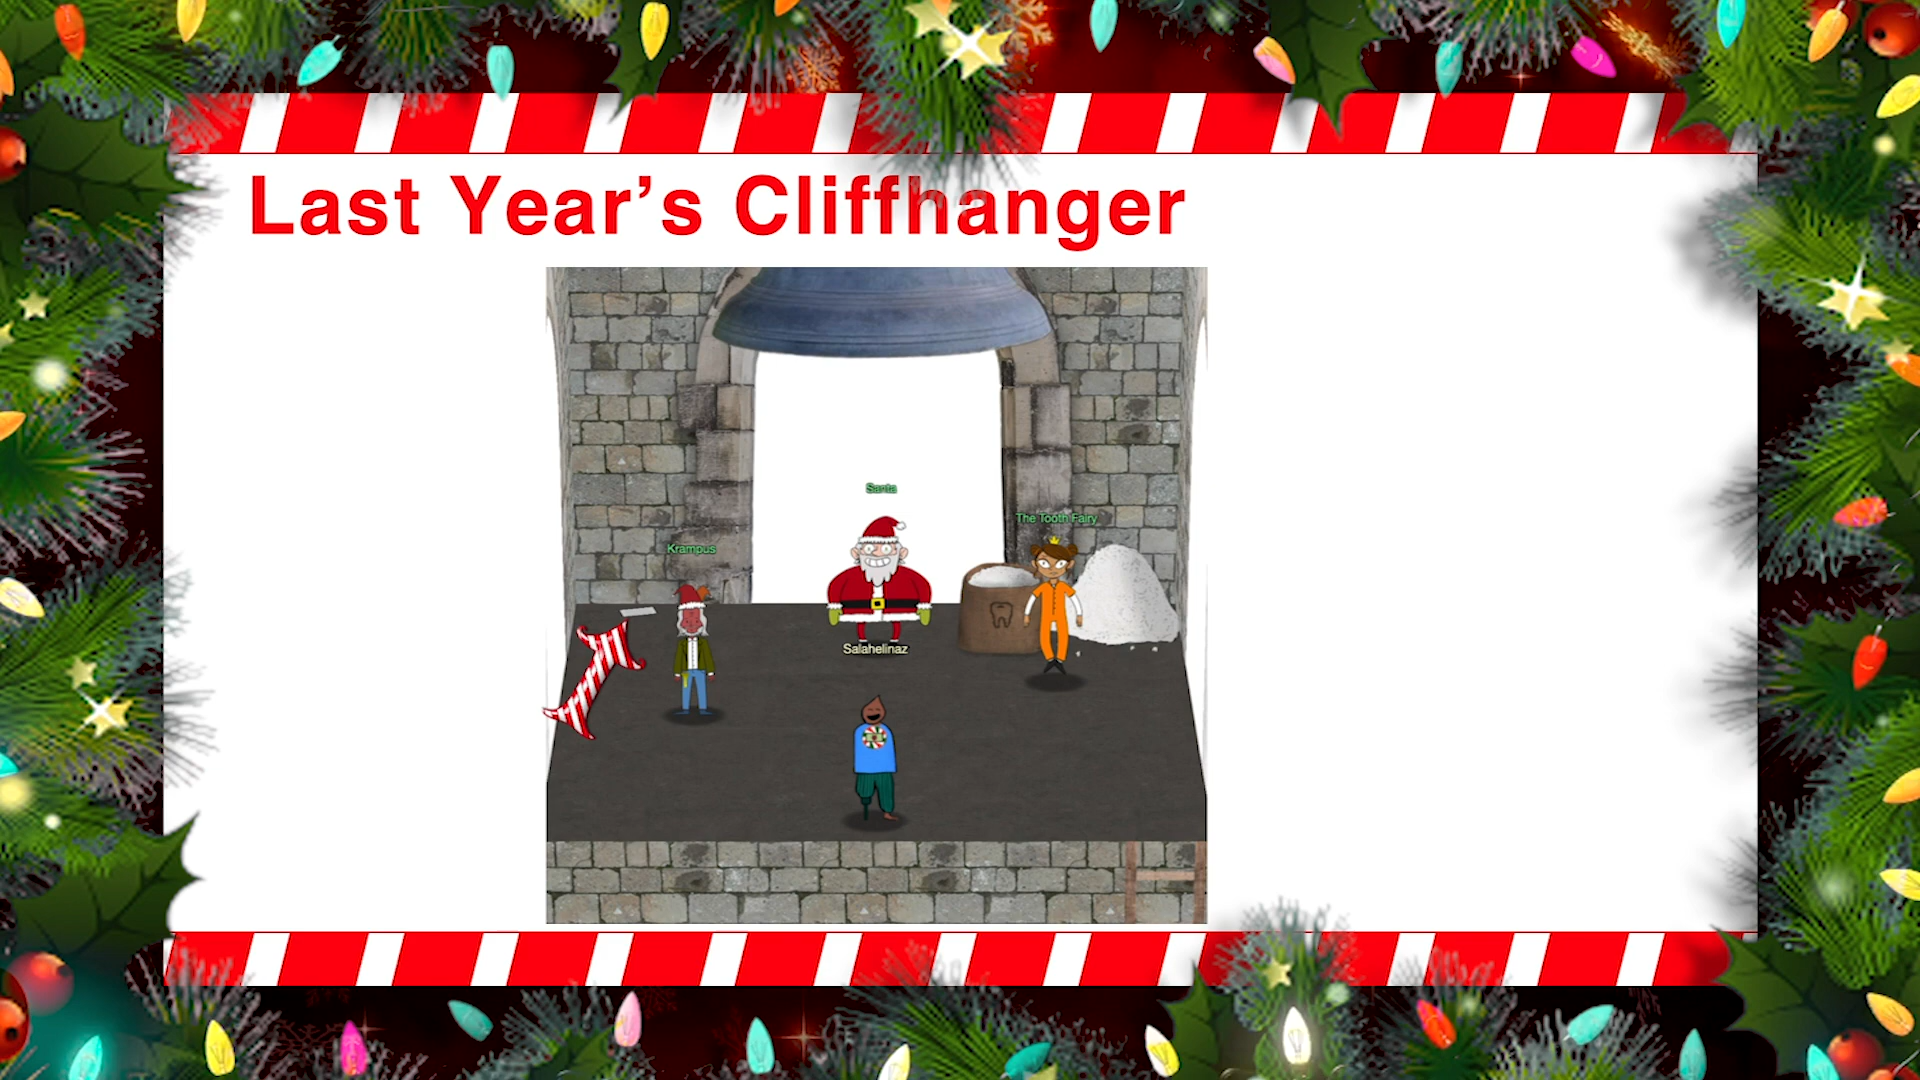 Last Year’s Cliffhanger
Santa
The Tooth Fairy
Krampus
Salahelinaz